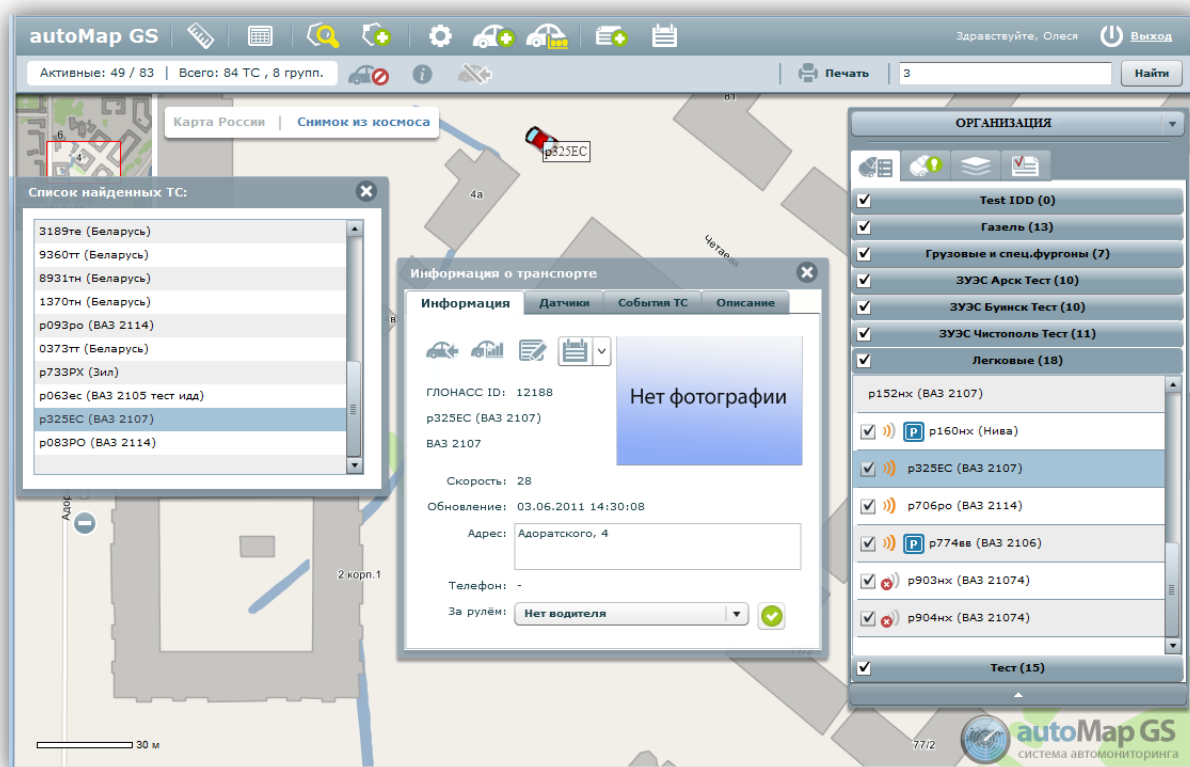 autoMap GS
Здравствуйте, Олеся
Выход
Активные: 49 / 83 | Всего: 84 ТС , 8 групп.
Печать
3
Найти
Карта России | Снимок из космоса
81
6
4
4а
р325ЕС
Четаева
ОРГАНИЗАЦИЯ
Test IDD (0)
Газель (13)
Грузовые и спец.фургоны (7)
ЗУЭС Арск Тест (10)
ЗУЭС Буинск Тест (10)
ЗУЭС Чистополь Тест (11)
Легковые (18)
р152нх (ВАЗ 2107)
P р160нх (Нива)
р325ЕС (ВАЗ 2107)
р706ро (ВАЗ 2114)
P р774вв (ВАЗ 2106)
р903нх (ВАЗ 21074)
р904нх (ВАЗ 21074)
Тест (15)
Список найденных ТС:
3189те (Беларусь)
9360тт (Беларусь)
8931тн (Беларусь)
1370тн (Беларусь)
р093ро (ВАЗ 2114)
0373тт (Беларусь)
р733РХ (Зил)
р063ес (ВАЗ 2105 тест идд)
р325ЕС (ВАЗ 2107)
р083РО (ВАЗ 2114)
Информация о транспорте
Информация
Датчики
События ТС
Описание
Нет фотографии
ГЛОНАСС ID: 12188
р325ЕС (ВАЗ 2107)
ВАЗ 2107
Скорость: 28
Обновление: 03.06.2011 14:30:08
Адрес: Адоратского, 4
Телефон: -
За рулём: Нет водителя
2 корп.1
30 м
77/2
autoMap GS
система автомониторинга